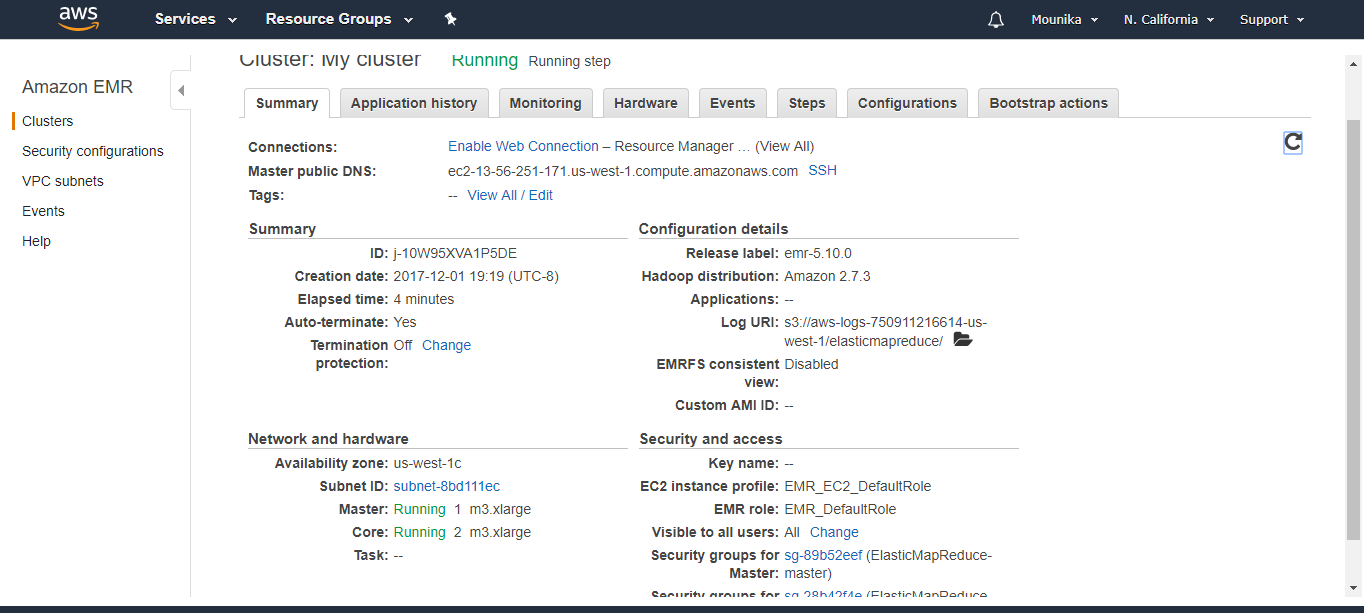 aws Services Resource Groups Mounika N. California Support
Amazon EMR
Clusters
Security configurations
VPC subnets
Events
Help
Cluster: My cluster Running Running step
Summary Application history Monitoring Hardware Events Steps Configurations Bootstrap actions
Connections: Enable Web Connection – Resource Manager … (View All)
Master public DNS: ec2-13-56-251-171.us-west-1.compute.amazonaws.com SSH
Tags: -- View All / Edit
Summary
ID: j-10W95XVA1P5DE
Creation date: 2017-12-01 19:19 (UTC-8)
Elapsed time: 4 minutes
Auto-terminate: Yes
Termination Off Change
protection:
Configuration details
Release label: emr-5.10.0
Hadoop distribution: Amazon 2.7.3
Applications: --
Log URI: s3://aws-logs-750911216614-us-
west-1/elasticmapreduce/
EMRFS consistent Disabled
view:
Custom AMI ID: --
Network and hardware
Availability zone: us-west-1c
Subnet ID: subnet-8bd111ec
Master: Running 1 m3.xlarge
Core: Running 2 m3.xlarge
Task: --
Security and access
Key name: --
EC2 instance profile: EMR_EC2_DefaultRole
EMR role: EMR_DefaultRole
Visible to all users: All Change
Security groups for sg-89b52eef (ElasticMapReduce-
Master: master)
Security groups for sg-28b42f4e (ElasticMapReduce-